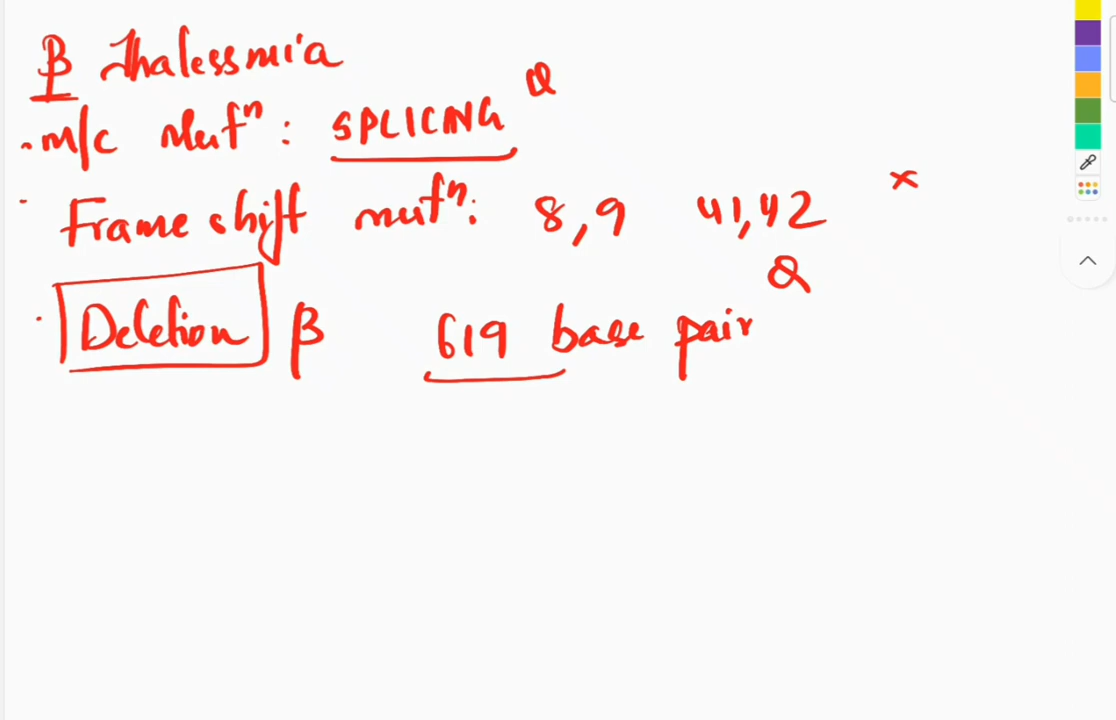 β Thalessmia
. m/c Mutⁿ : SPLICING Q
. Frame shift mutⁿ: 8,9 41,42 x
Q
. Deletion β 619 base pair